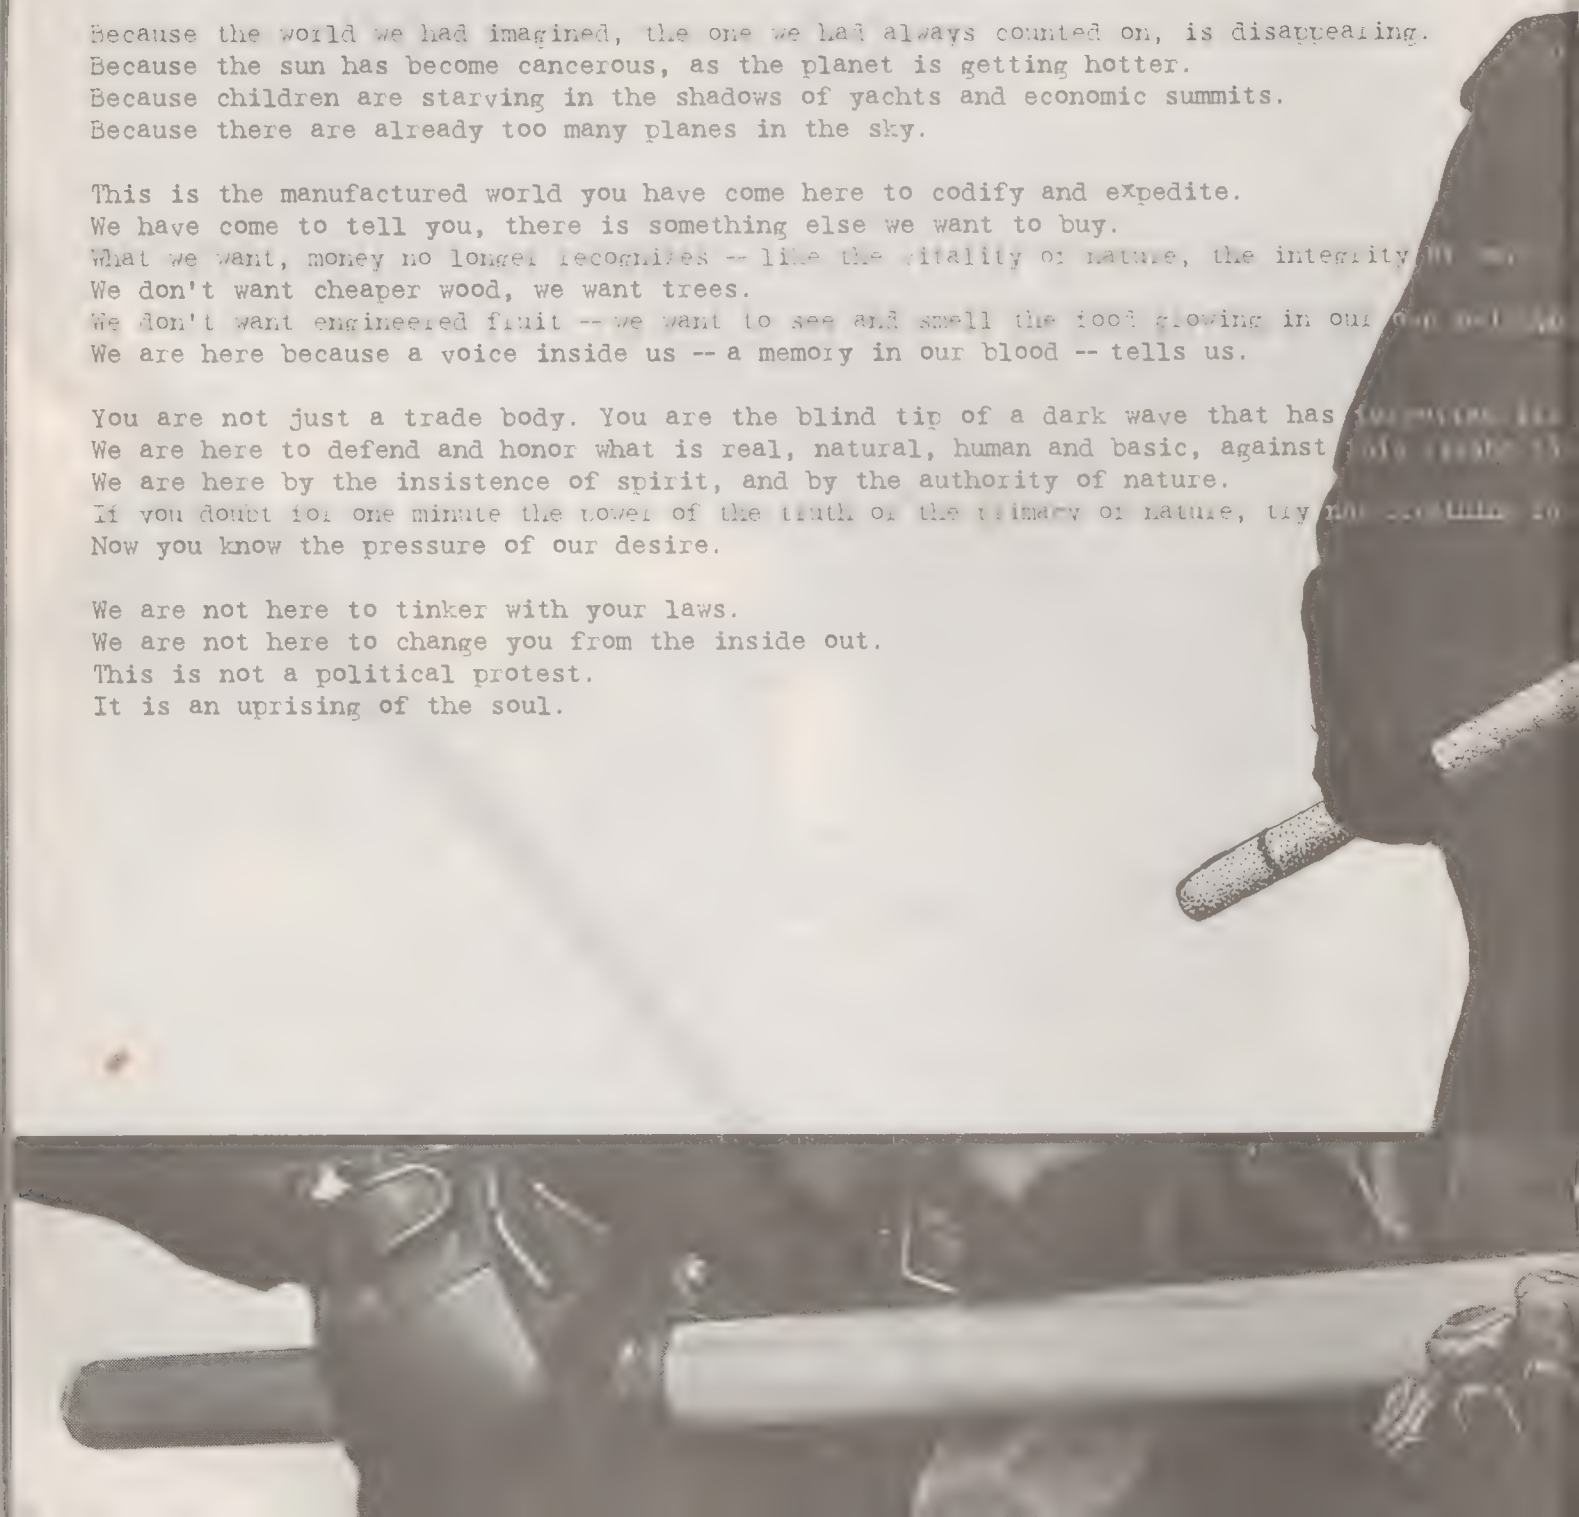 Because the world we had imagined, the one we had always counted on, is disappearing.
Because the sun has become cancerous, as the planet is getting hotter.
Because children are starving in the shadows of yachts and economic summits.
Because there are already too many planes in the sky.
This is the manufactured world you have come here to codify and expedite.
We have come to tell you, there is something else we want to buy.
What we want, money no longer recognizes -- like the vitality of nature, the integrity
We don't want cheaper wood, we want trees.
We don't want engineered fruit -- we want to see and smell the food growing in our
We are here because a voice inside us -- a memory in our blood -- tells us.
You are not just a trade body. You are the blind tip of a dark wave that has
We are here to defend and honor what is real, natural, human and basic, against
We are here by the insistence of spirit, and by the authority of nature.
If you doubt for one minute the power of the truth or the primacy of nature, try
Now you know the pressure of our desire.
We are not here to tinker with your laws.
We are not here to change you from the inside out.
This is not a political protest.
It is an uprising of the soul.